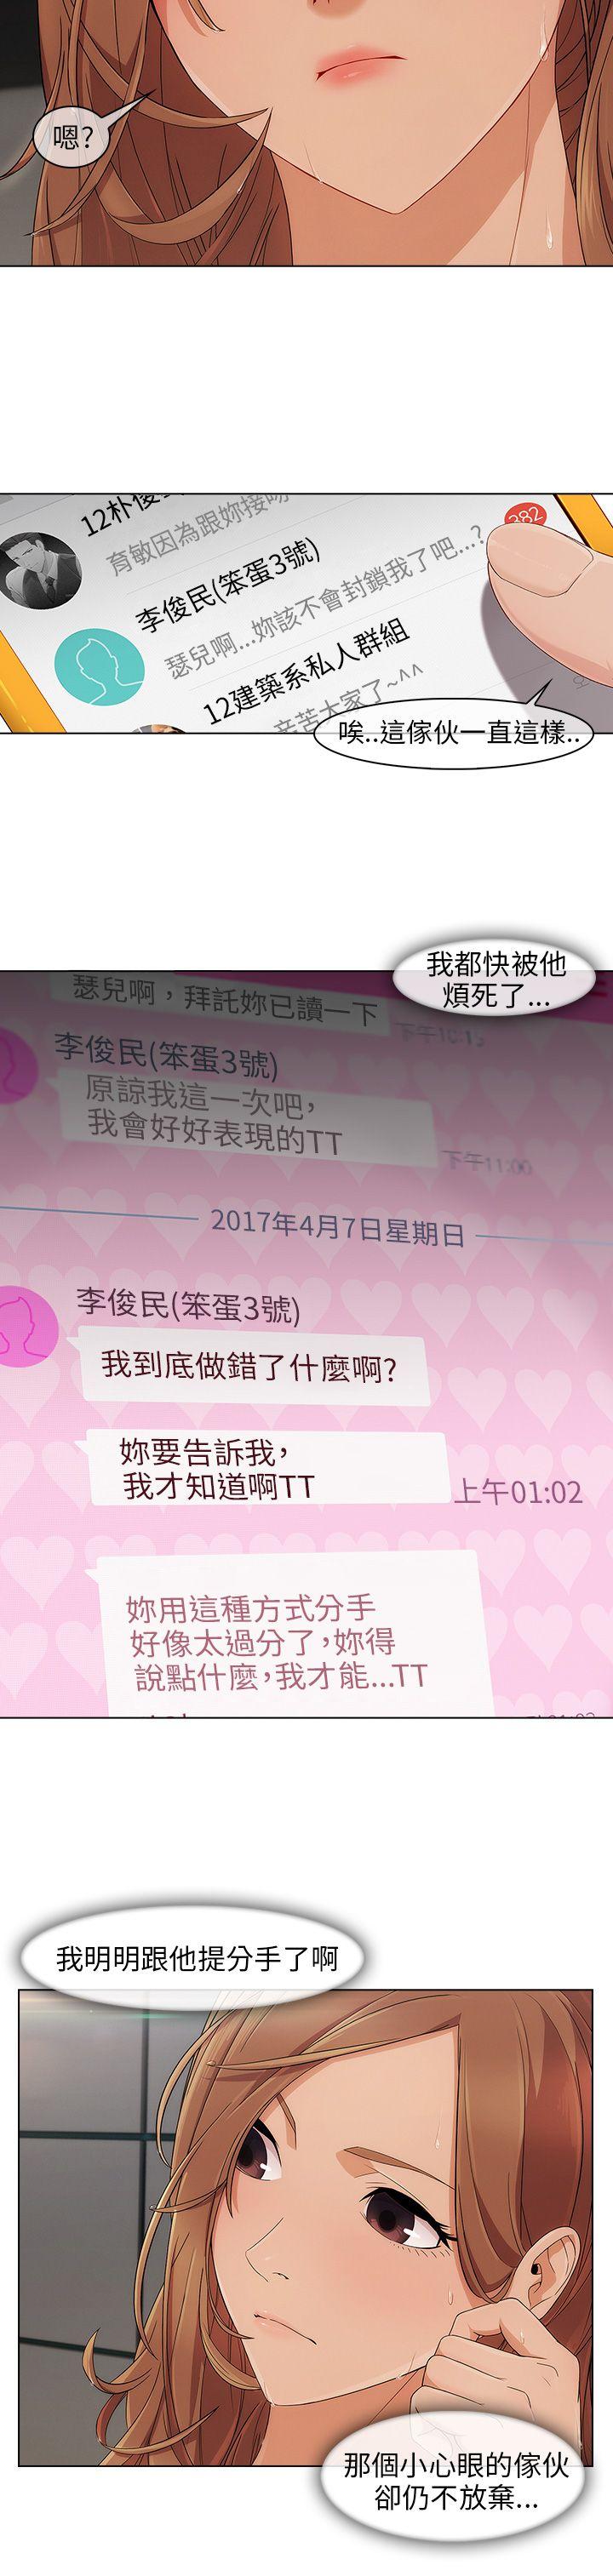 嗯?
12朴俊
育敏因為跟妳接吻
382
李俊民(笨蛋3號)
瑟兒啊...妳該不會封鎖我了吧...?
12建築系私人群組
辛苦大家了~^^
唉..這傢伙一直這樣..
我都快被他
煩死了...
瑟兒啊，拜託妳已讀一下
下午10:15
李俊民(笨蛋3號)
原諒我這一次吧，
我會好好表現的TT
下午11:00
2017年4月7日星期日
李俊民(笨蛋3號)
我到底做錯了什麼啊?
妳要告訴我，
我才知道啊TT
上午01:02
妳用這種方式分手
好像太過分了，妳得
說點什麼，我才能...TT
我明明跟他提分手了啊
那個小心眼的傢伙
卻仍不放棄...